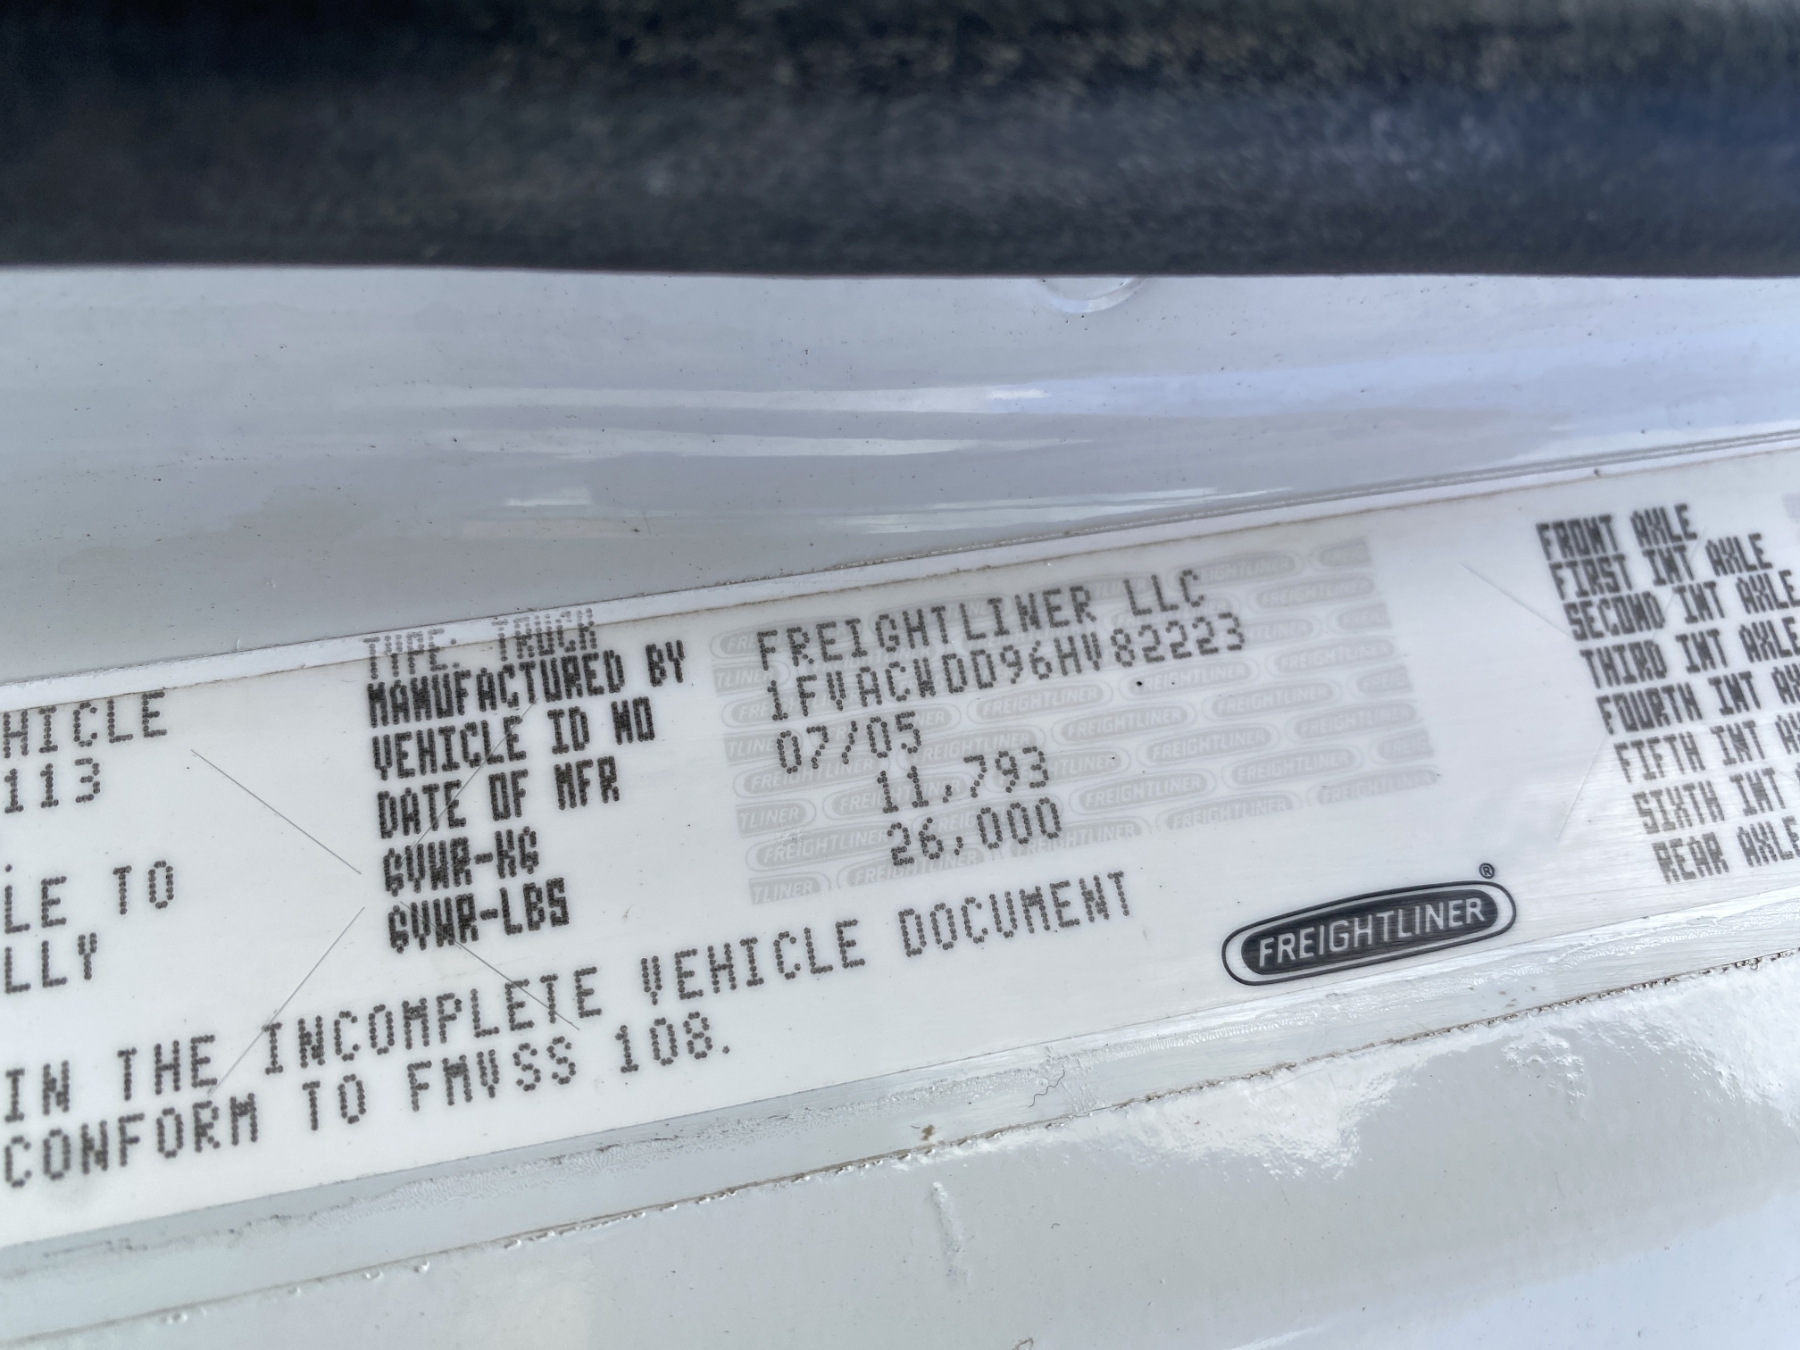 TYPE: TRUCK
MANUFACTURED BY FREIGHTLINER LLC
HICLE VEHICLE ID NO 1FVACWDD96HV82223
113 DATE OF MFR 07/05
GVWR-KG 11,793
LE TO GVWR-LBS 26,000
LLY
IN THE INCOMPLETE VEHICLE DOCUMENT
CONFORM TO FMVSS 108.
FREIGHTLINER®
FRONT AXLE
FIRST INT AXLE
SECOND INT AXLE
THIRD INT AXLE
FOURTH INT AX
FIFTH INT AX
SIXTH INT
REAR AXLE